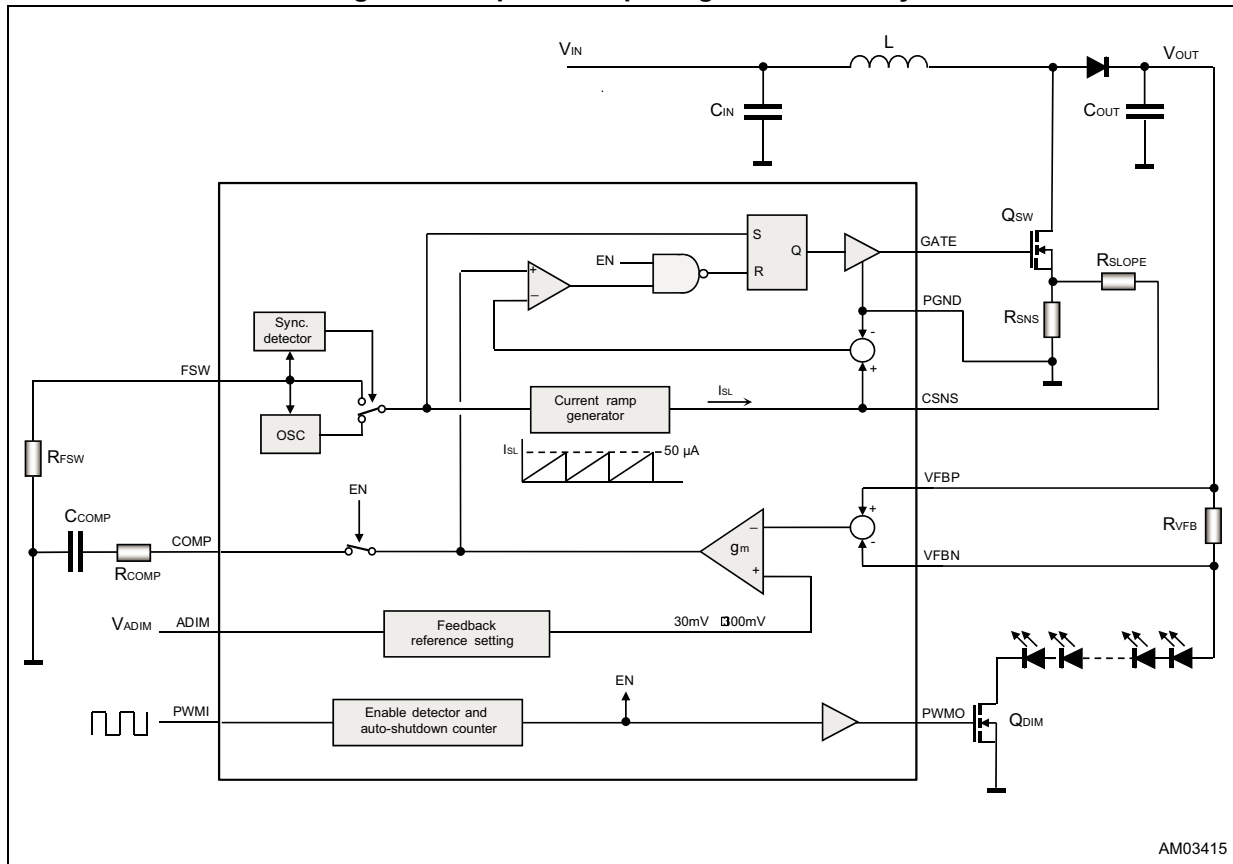 VIN
L
VOUT
CIN
COUT
QSW
S
Q
R
EN
GATE
RSLOPE
+
−
PGND
RSNS
-
+
Sync.
detector
FSW
OSC
Current ramp
generator
ISL
CSNS
RFSW
ISL
50 µA
EN
VFBP
+
RVFB
CCOMP
COMP
RCOMP
gm
−
+
-
VFBN
VADIM
ADIM
Feedback
reference setting
30mV
300mV
EN
PWMI
Enable detector and
auto-shutdown counter
PWMO
QDIM
AM03415